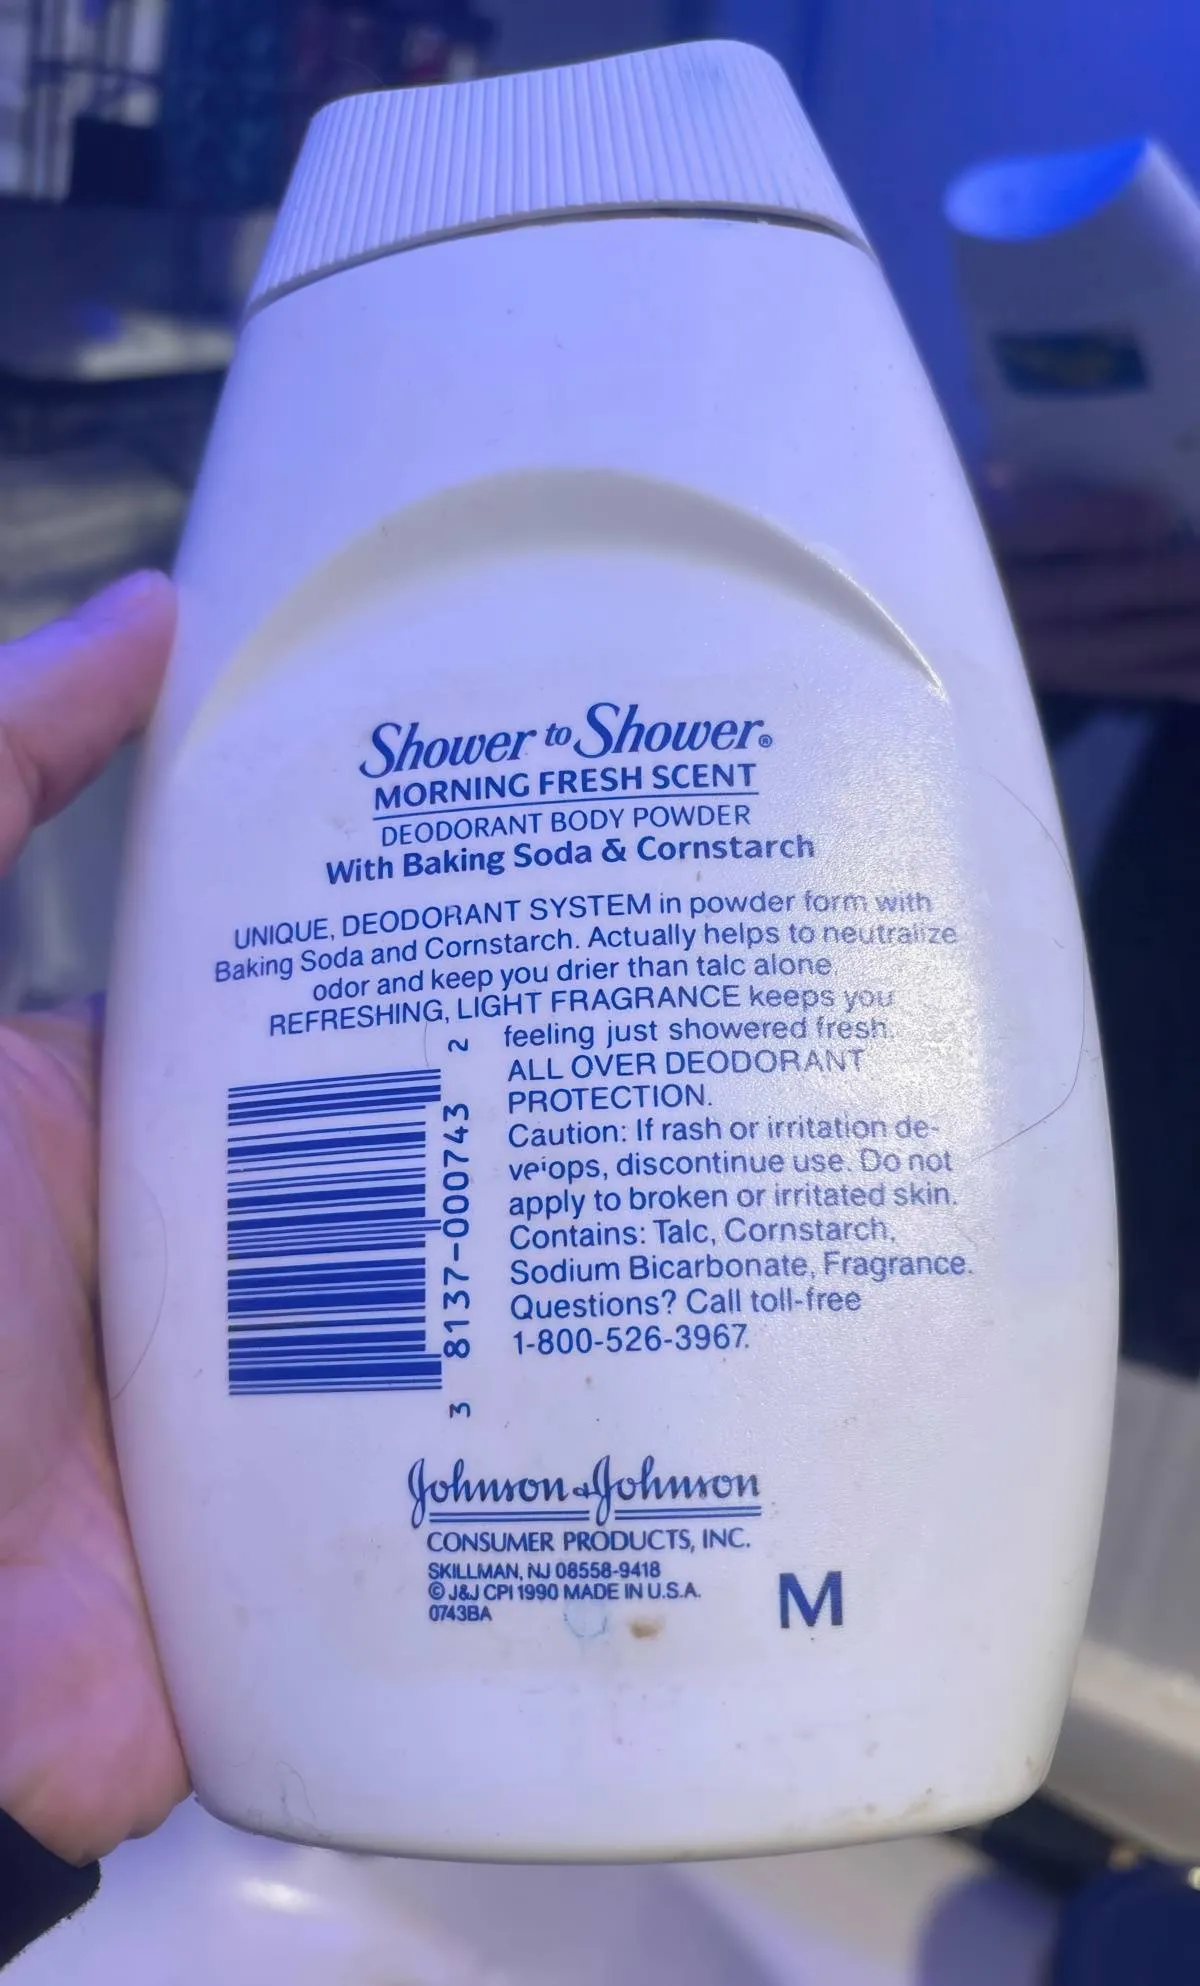 Shower to Shower®
MORNING FRESH SCENT
DEODORANT BODY POWDER
With Baking Soda & Cornstarch
UNIQUE, DEODORANT SYSTEM in powder form with
Baking Soda and Cornstarch. Actually helps to neutralize
odor and keep you drier than talc alone.
REFRESHING, LIGHT FRAGRANCE keeps you
feeling just showered fresh.
ALL OVER DEODORANT
PROTECTION.
Caution: If rash or irritation de-
velops, discontinue use. Do not
apply to broken or irritated skin.
Contains: Talc, Cornstarch,
Sodium Bicarbonate, Fragrance.
Questions? Call toll-free
1-800-526-3967.
3 8137-000743 2
Johnson & Johnson
CONSUMER PRODUCTS, INC.
SKILLMAN, NJ 08558-9418
© J&J CPI 1990 MADE IN U.S.A.
0743BA
M